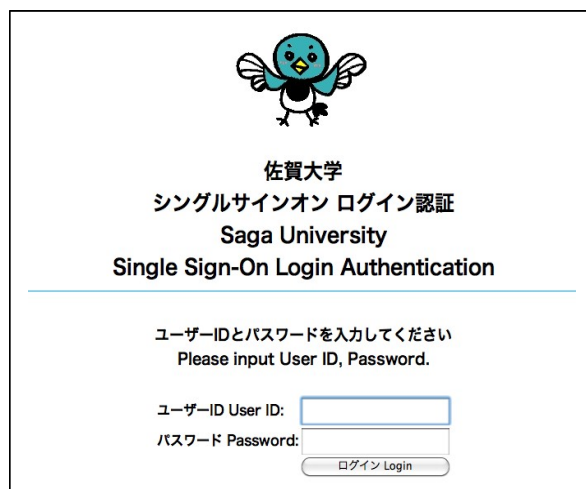 佐賀大学
シングルサインオン ログイン認証
Saga University
Single Sign-On Login Authentication
ユーザーIDとパスワードを入力してください
Please input User ID, Password.
ユーザーID User ID:
パスワード Password:
ログイン Login